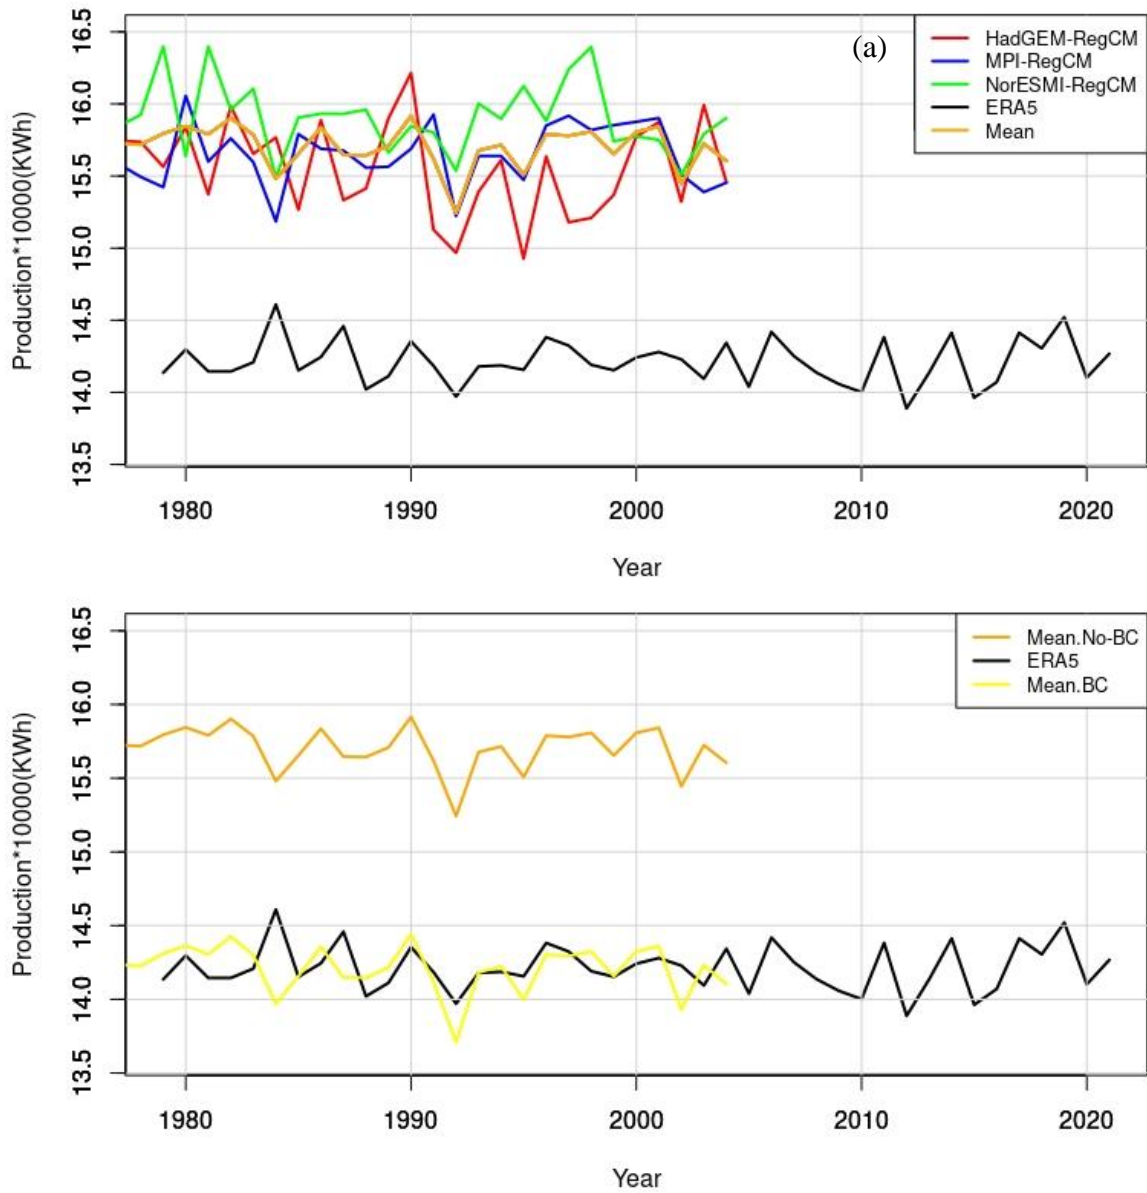 (a)
HadGEM-RegCM
MPI-RegCM
NorESMI-RegCM
ERA5
Mean
Production*10000(KWh)
16.5
16.0
15.5
15.0
14.5
14.0
13.5
1980 1990 2000 2010 2020
Year
Mean.No-BC
ERA5
Mean.BC
Production*10000(KWh)
16.5
16.0
15.5
15.0
14.5
14.0
13.5
1980 1990 2000 2010 2020
Year